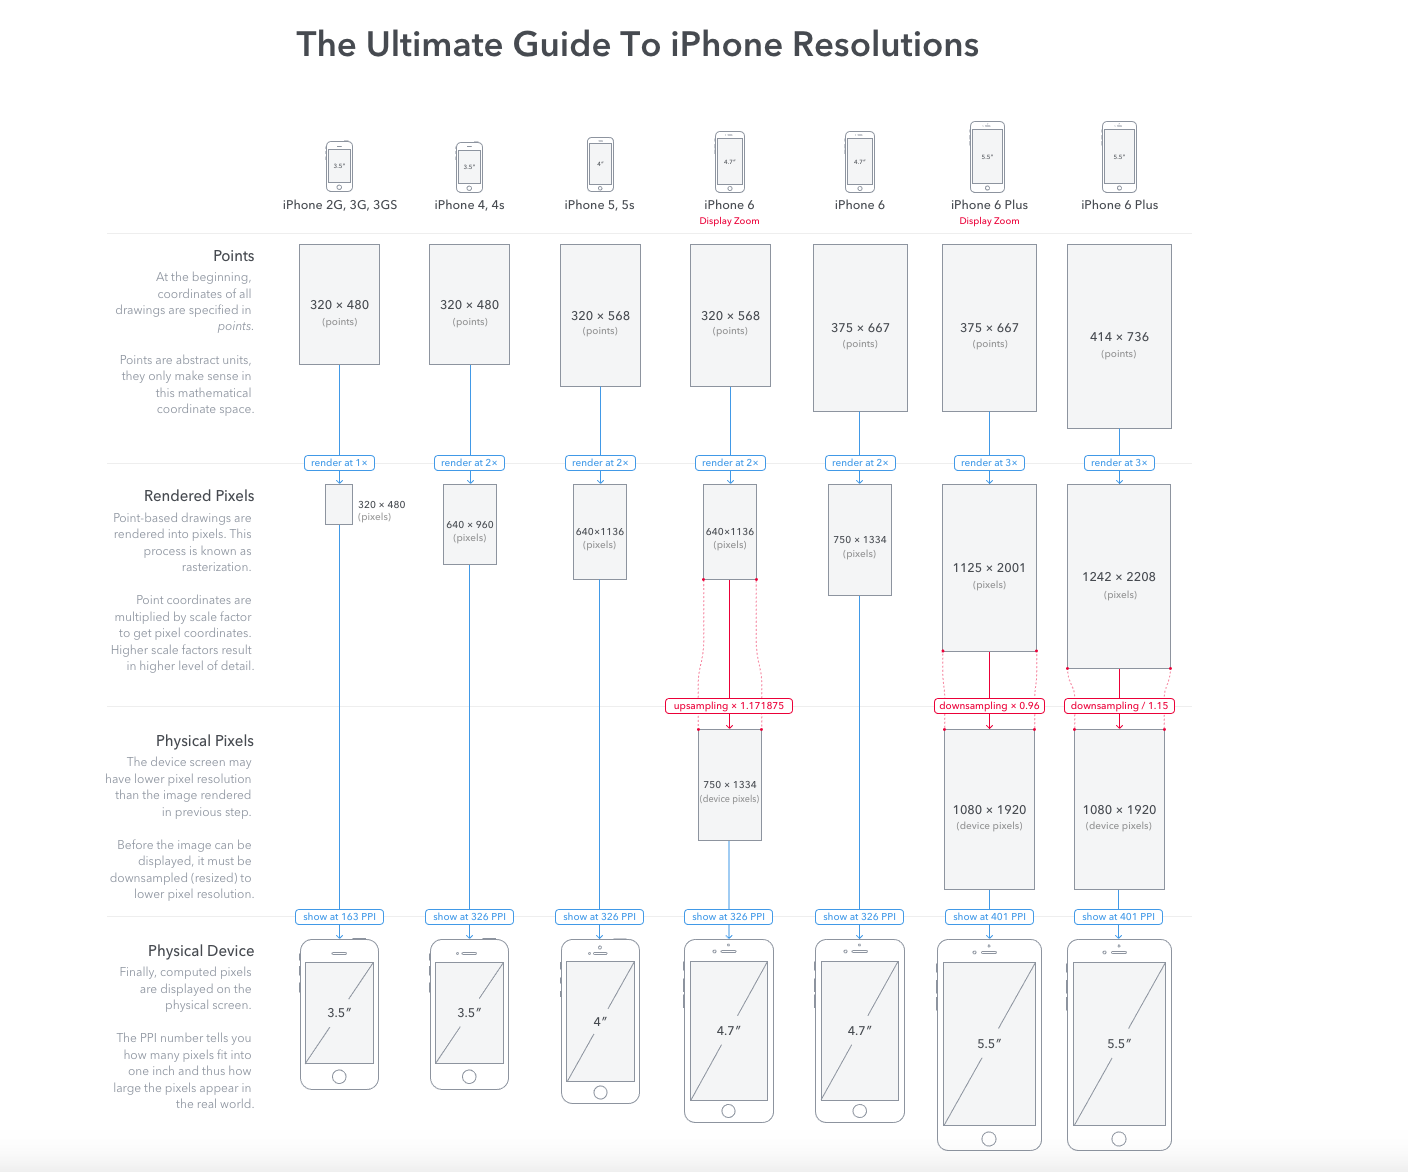 The Ultimate Guide To iPhone Resolutions
3.5"
3.5"
4"
4.7"
4.7"
5.5"
5.5"
iPhone 2G, 3G, 3GS
iPhone 4, 4s
iPhone 5, 5s
iPhone 6
Display Zoom
iPhone 6
iPhone 6 Plus
Display Zoom
iPhone 6 Plus
Points
At the beginning,
coordinates of all
drawings are specified in
points.
Points are abstract units,
they only make sense in
this mathematical
coordinate space.
320 × 480
(points)
320 × 480
(points)
320 × 568
(points)
320 × 568
(points)
375 × 667
(points)
375 × 667
(points)
414 × 736
(points)
render at 1×
render at 2×
render at 2×
render at 2×
render at 2×
render at 3×
render at 3×
Rendered Pixels
Point-based drawings are
rendered into pixels. This
process is known as
rasterization.
Point coordinates are
multiplied by scale factor
to get pixel coordinates.
Higher scale factors result
in higher level of detail.
320 × 480
(pixels)
640 × 960
(pixels)
640×1136
(pixels)
640×1136
(pixels)
750 × 1334
(pixels)
1125 × 2001
(pixels)
1242 × 2208
(pixels)
upsampling × 1.171875
downsampling × 0.96
downsampling / 1.15
Physical Pixels
The device screen may
have lower pixel resolution
than the image rendered
in previous step.
Before the image can be
displayed, it must be
downsampled (resized) to
lower pixel resolution.
750 × 1334
(device pixels)
1080 × 1920
(device pixels)
1080 × 1920
(device pixels)
show at 163 PPI
show at 326 PPI
show at 326 PPI
show at 326 PPI
show at 326 PPI
show at 401 PPI
show at 401 PPI
Physical Device
Finally, computed pixels
are displayed on the
physical screen.
The PPI number tells you
how many pixels fit into
one inch and thus how
large the pixels appear in
the real world.
3.5"
3.5"
4"
4.7"
4.7"
5.5"
5.5"